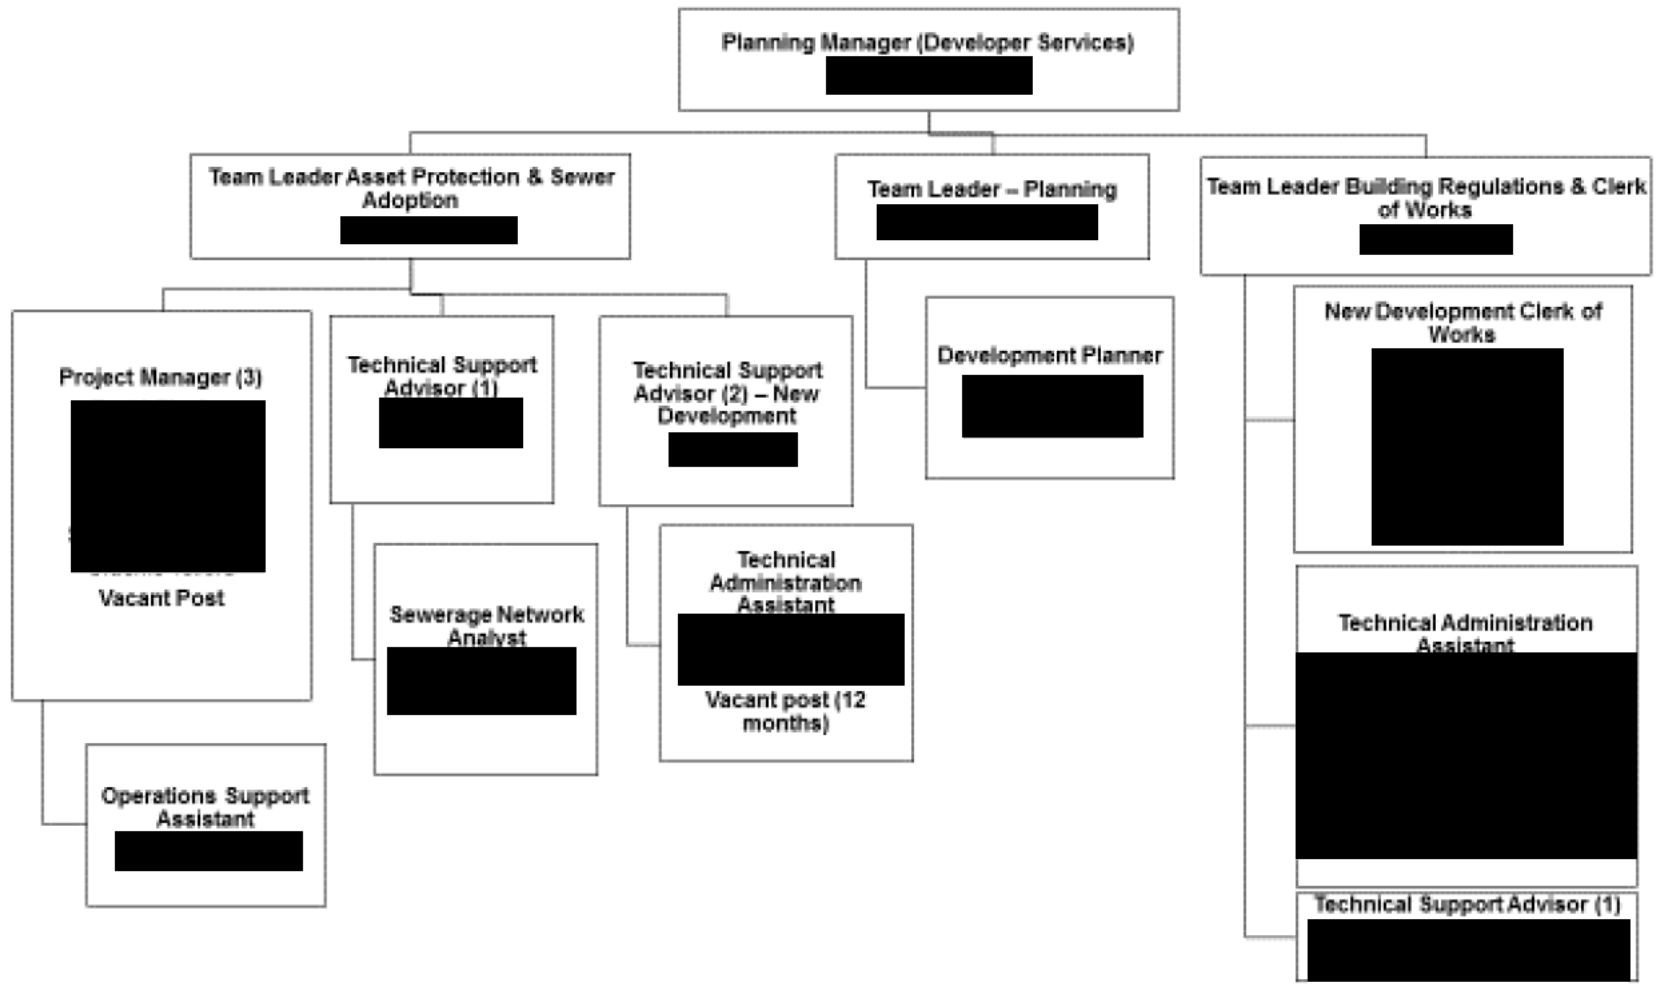 Planning Manager (Developer Services)
Team Leader Asset Protection & Sewer
Adoption
Team Leader – Planning
Team Leader Building Regulations & Clerk
of Works
Project Manager (3)
Vacant Post
Technical Support
Advisor (1)
Technical Support
Advisor (2) – New
Development
Development Planner
New Development Clerk of
Works
Sewerage Network
Analyst
Technical
Administration
Assistant
Vacant post (12
months)
Technical Administration
Assistant
Operations Support
Assistant
Technical Support Advisor (1)